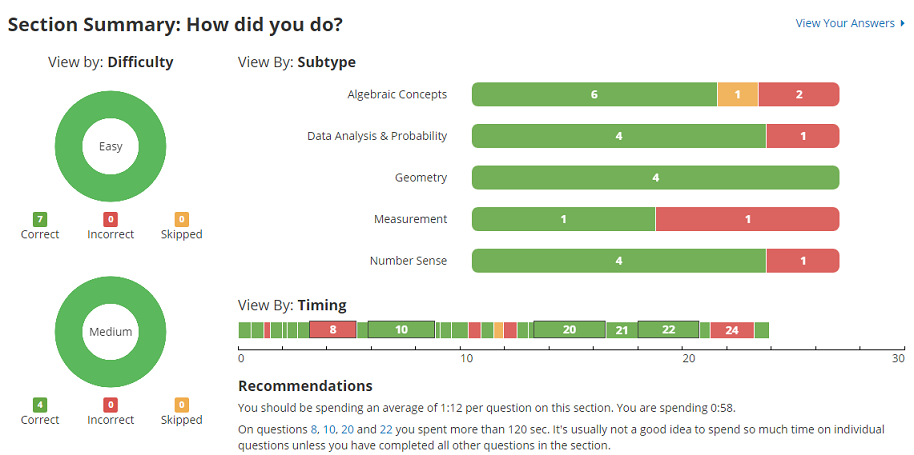 Section Summary: How did you do?
View Your Answers
View by: Difficulty
Easy
7 0 0
Correct Incorrect Skipped
Medium
4 0 0
Correct Incorrect Skipped
View By: Subtype
Algebraic Concepts 6 1 2
Data Analysis & Probability 4 1
Geometry 4
Measurement 1 1
Number Sense 4 1
View By: Timing
8 10 20 21 22 24
0 10 20 30
Recommendations
You should be spending an average of 1:12 per question on this section. You are spending 0:58.
On questions 8, 10, 20 and 22 you spent more than 120 sec. It's usually not a good idea to spend so much time on individual
questions unless you have completed all other questions in the section.